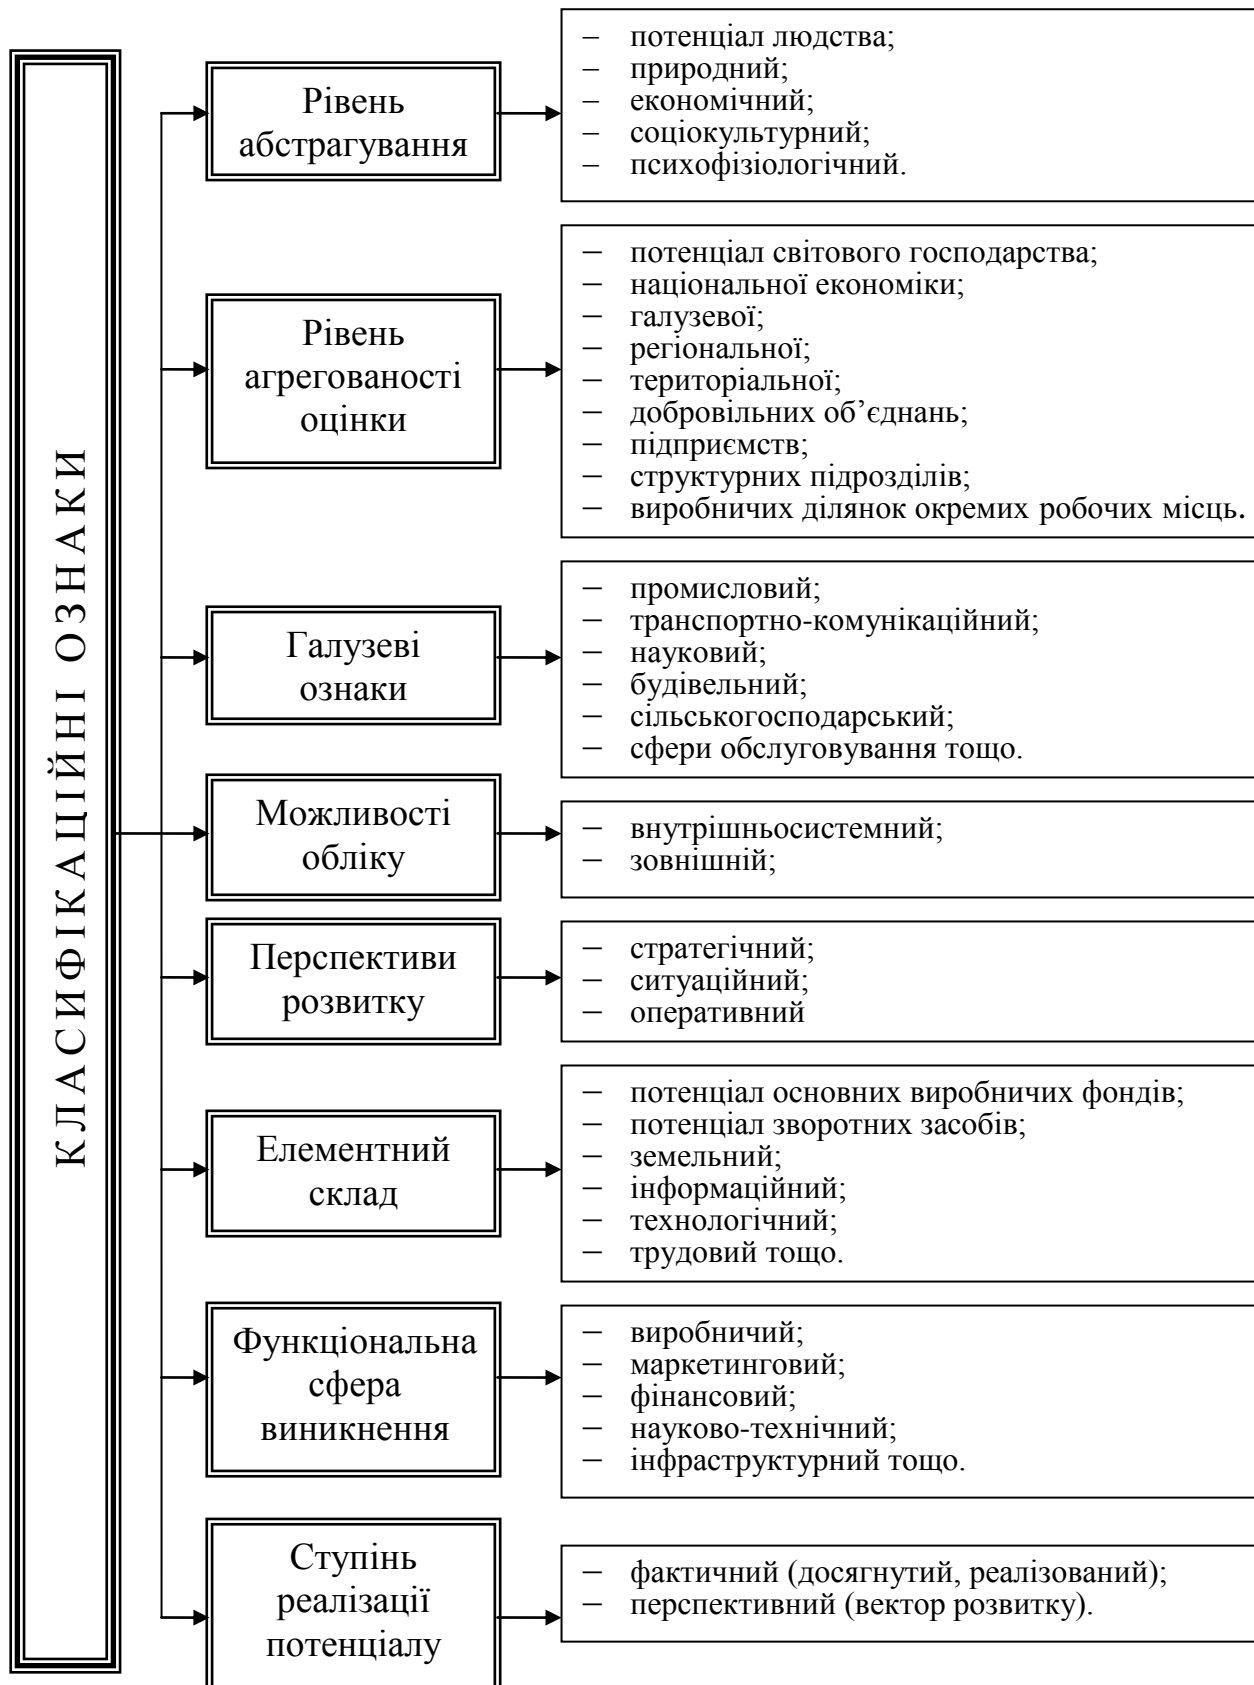 КЛАСИФІКАЦІЙНІ ОЗНАКИ
Рівень
абстрагування
– потенціал людства;
– природний;
– економічний;
– соціокультурний;
– психофізіологічний.
Рівень
агрегованості
оцінки
– потенціал світового господарства;
– національної економіки;
– галузевої;
– регіональної;
– територіальної;
– добровільних об’єднань;
– підприємств;
– структурних підрозділів;
– виробничих ділянок окремих робочих місць.
Галузеві
ознаки
– промисловий;
– транспортно-комунікаційний;
– науковий;
– будівельний;
– сільськогосподарський;
– сфери обслуговування тощо.
Можливості
обліку
– внутрішньосистемний;
– зовнішній;
Перспективи
розвитку
– стратегічний;
– ситуаційний;
– оперативний
Елементний
склад
– потенціал основних виробничих фондів;
– потенціал зворотних засобів;
– земельний;
– інформаційний;
– технологічний;
– трудовий тощо.
Функціональна
сфера
виникнення
– виробничий;
– маркетинговий;
– фінансовий;
– науково-технічний;
– інфраструктурний тощо.
Ступінь
реалізації
потенціалу
– фактичний (досягнутий, реалізований);
– перспективний (вектор розвитку).